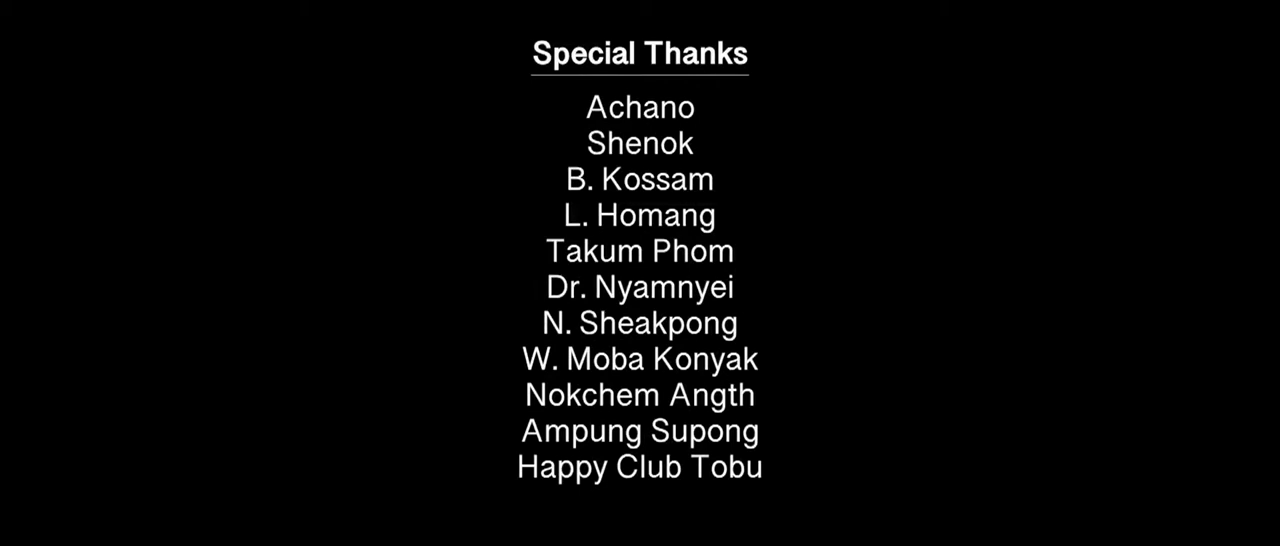 Special Thanks
Achano
Shenok
B. Kossam
L. Homang
Takum Phom
Dr. Nyamnyei
N. Sheakpong
W. Moba Konyak
Nokchem Angth
Ampung Supong
Happy Club Tobu